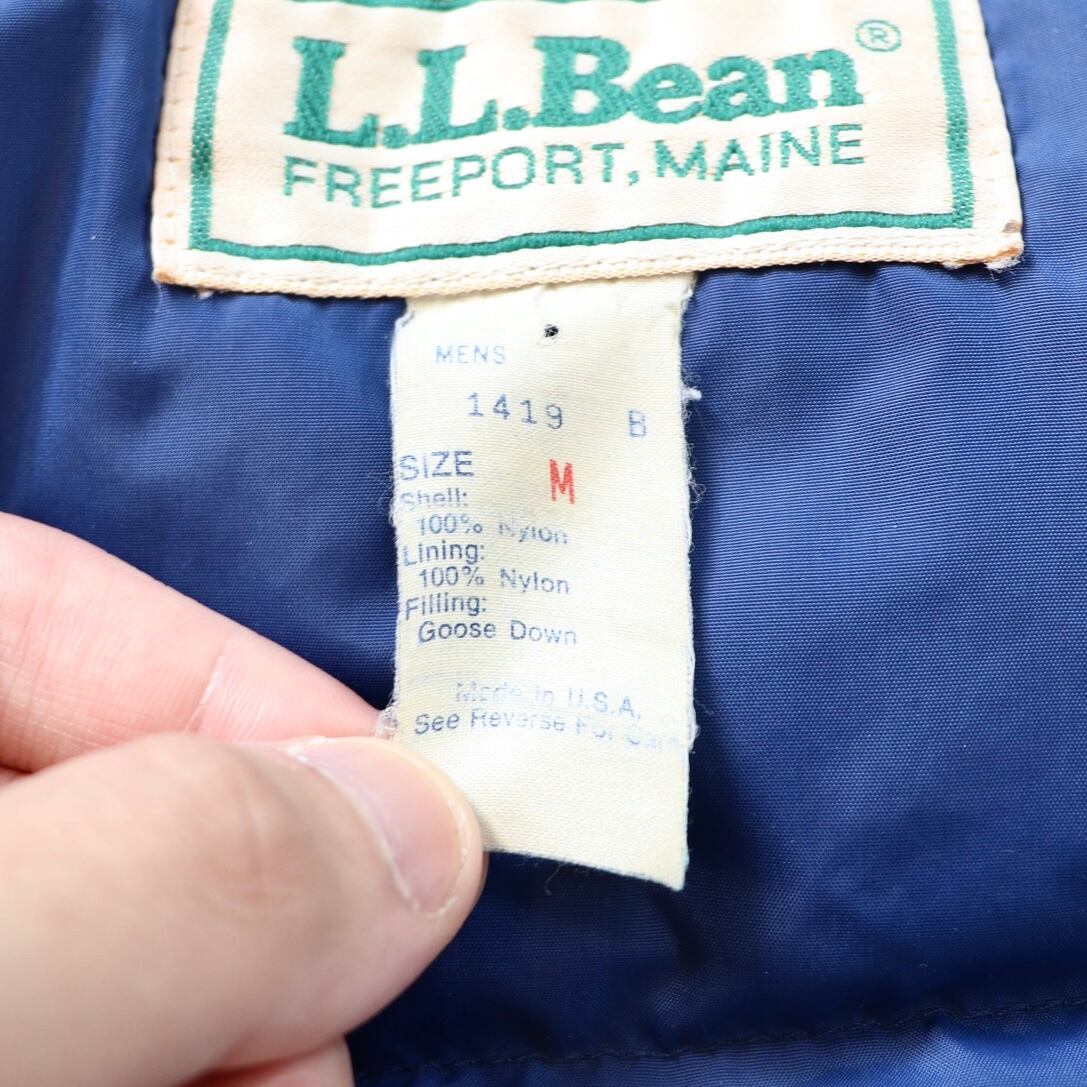 L.L.Bean®
FREEPORT, MAINE
MENS
1419 B
SIZE M
Shell:
100% Nylon
Lining:
100% Nylon
Filling:
Goose Down
Made in U.S.A.
See Reverse For Care